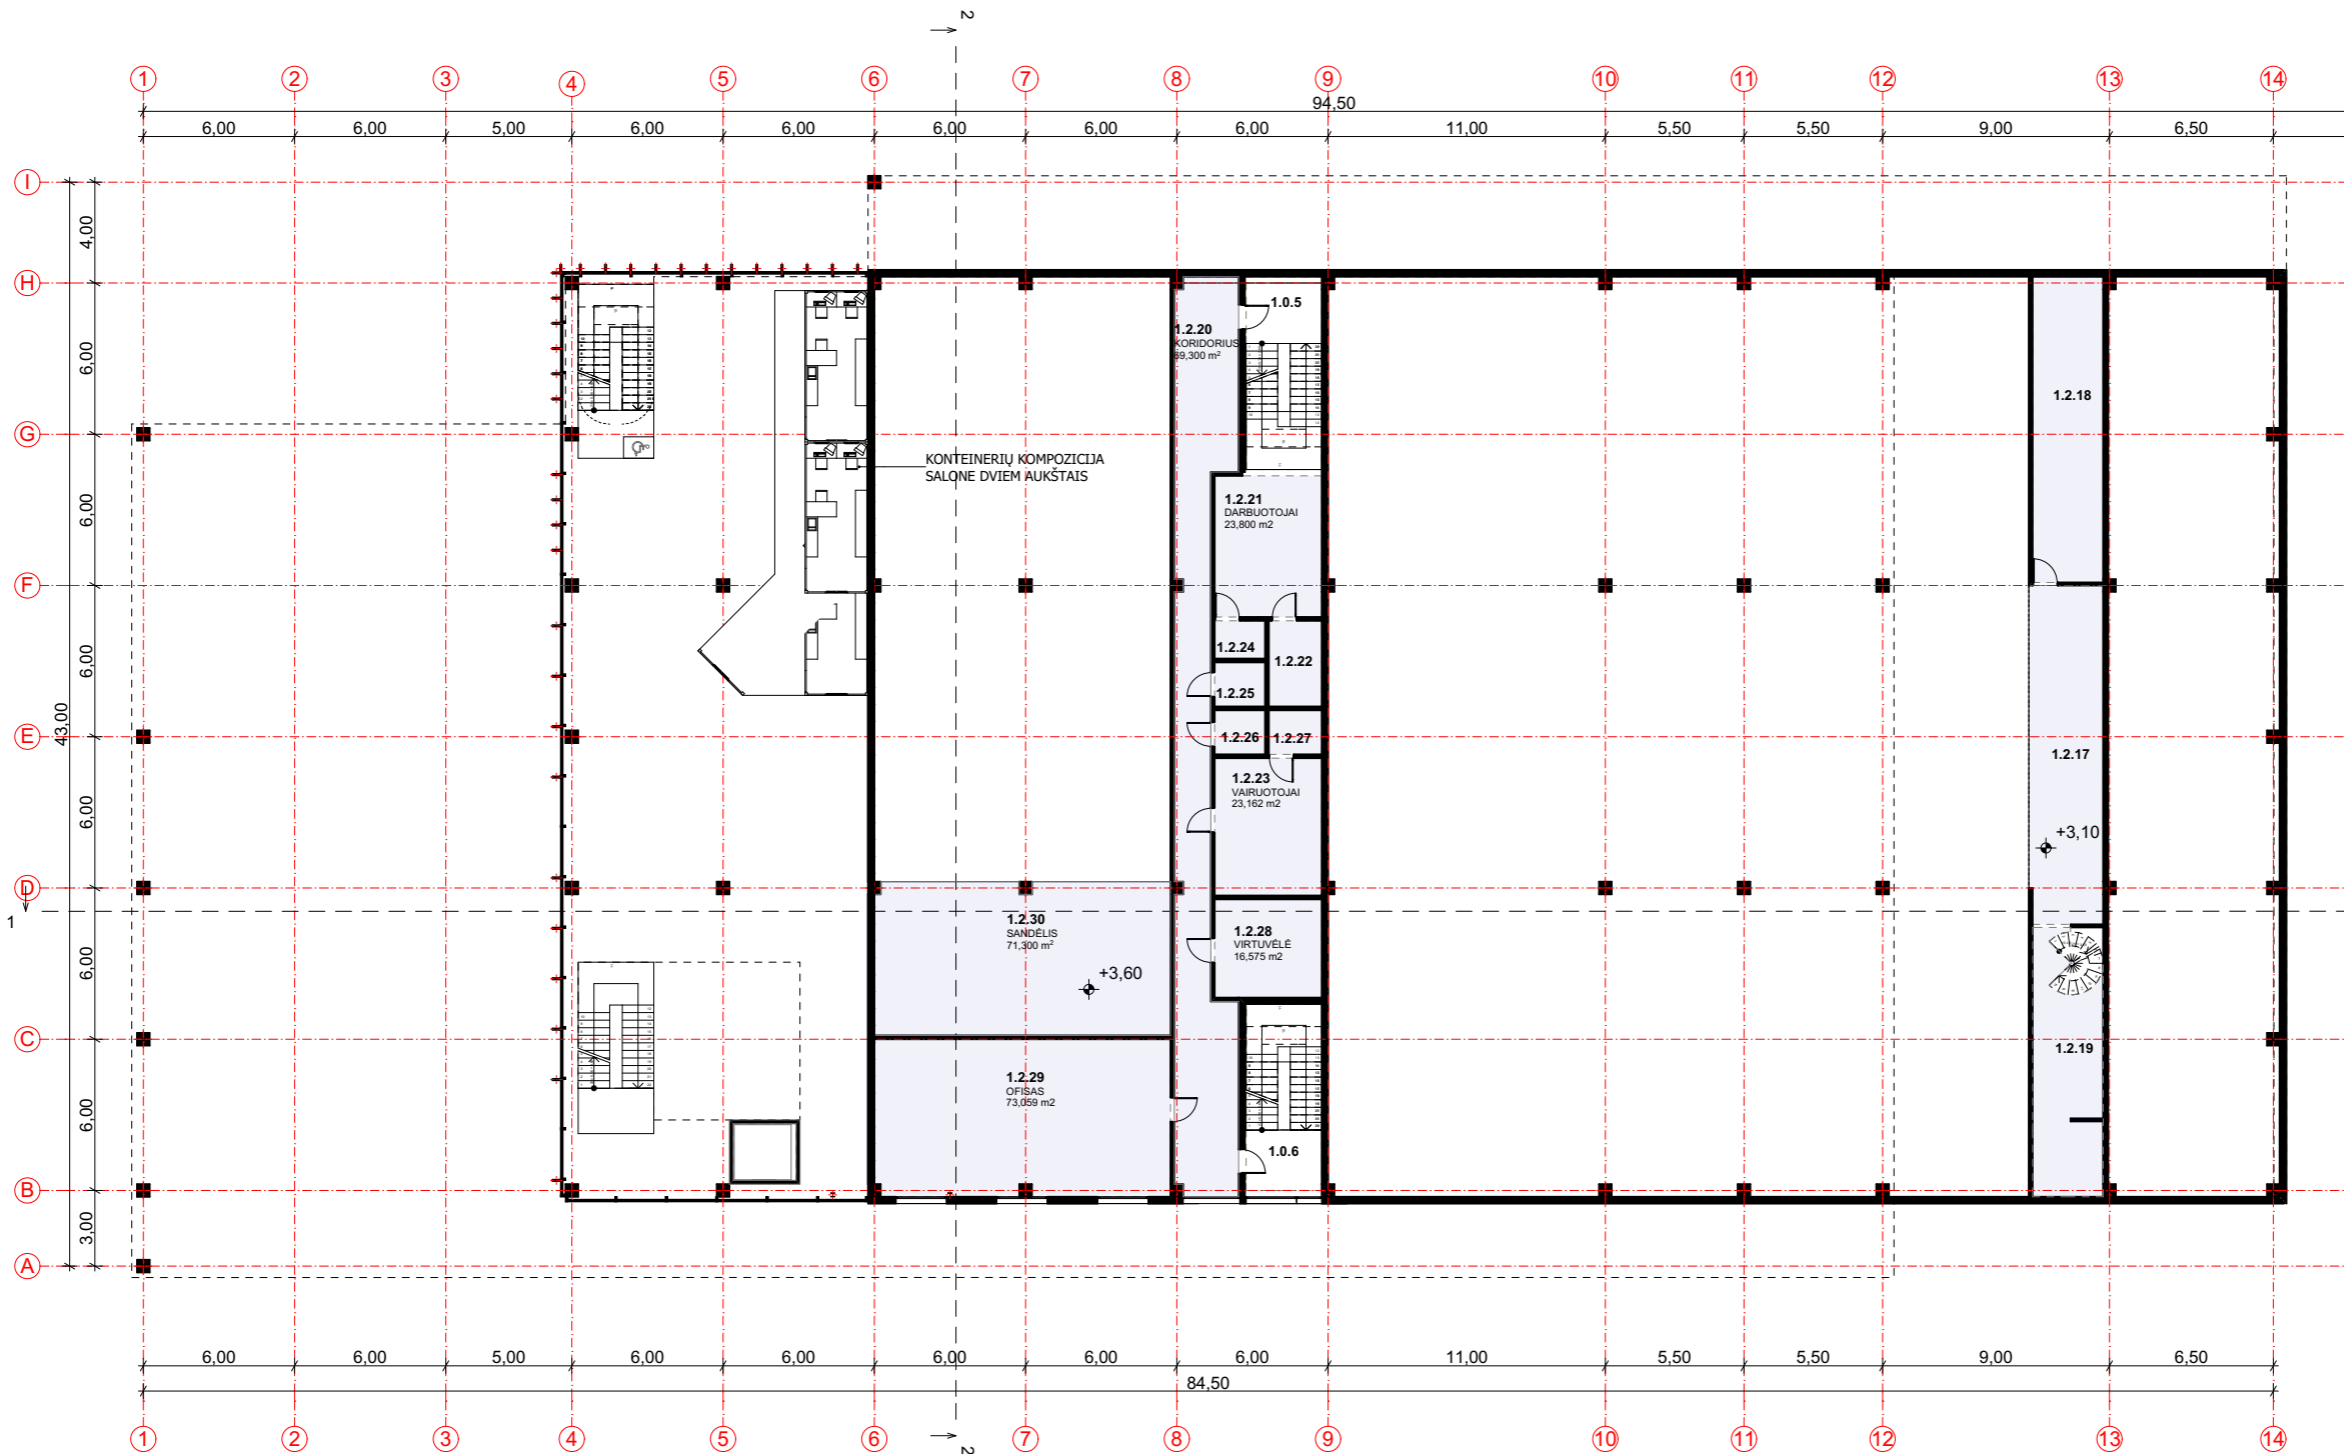 2
1 2 3 4 5 6 7 8 9 10 11 12 13 14
94,50
6,00 6,00 5,00 6,00 6,00 6,00 6,00 6,00 11,00 5,50 5,50 9,00 6,50
I
4,00
H
1.0.5
1.2.20
KORIDORIUS
69,300 m²
6,00
1.2.18
G
KONTEINERIŲ KOMPOZICIJA
SALONE DVIEM AUKŠTAIS
1.2.21
DARBUOTOJAI
23,800 m2
6,00
F
1.2.24
1.2.22
6,00
1.2.25
43,00
E
1.2.26
1.2.27
1.2.17
1.2.23
VAIRUOTOJAI
23,162 m2
6,00
+3,10
D
1
1.2.30
SANDĖLIS
71,300 m²
1.2.28
VIRTUVĖLĖ
16,575 m2
6,00
+3,60
C
1.2.19
1.2.29
OFISAS
73,059 m2
6,00
1.0.6
B
3,00
A
6,00 6,00 5,00 6,00 6,00 6,00 6,00 6,00 11,00 5,50 5,50 9,00 6,50
84,50
1 2 3 4 5 6 7 8 9 10 11 12 13 14
2